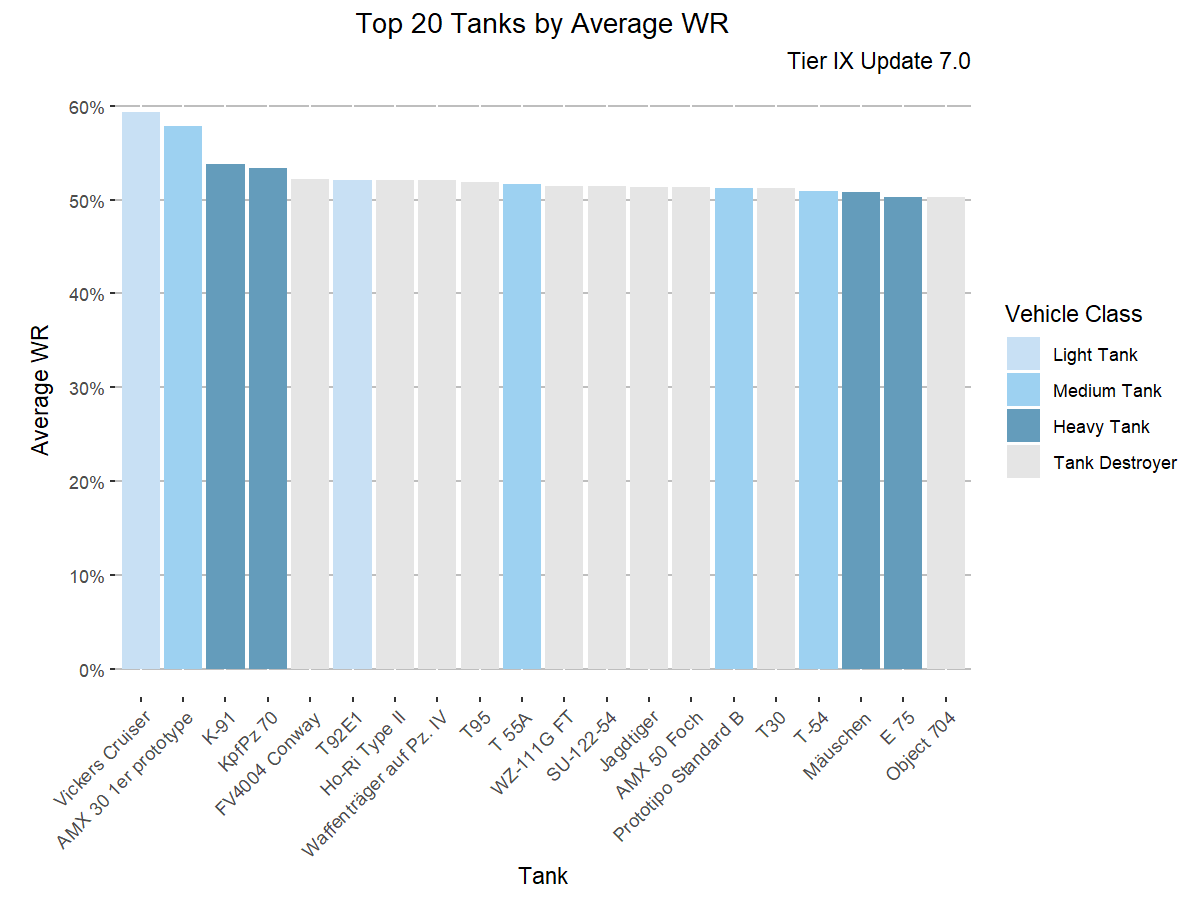 Top 20 Tanks by Average WR
Tier IX Update 7.0
60%
50%
40%
30%
20%
10%
0%
Average WR
Vickers Cruiser
AMX 30 1er prototype
K-91
KpfPz 70
FV4004 Conway
T92E1
Ho-Ri Type II
Waffenträger auf Pz. IV
T95
T 55A
WZ-111G FT
SU-122-54
Jagdtiger
AMX 50 Foch
Prototipo Standard B
T30
T-54
Mäuschen
E 75
Object 704
Tank
Vehicle Class
Light Tank
Medium Tank
Heavy Tank
Tank Destroyer